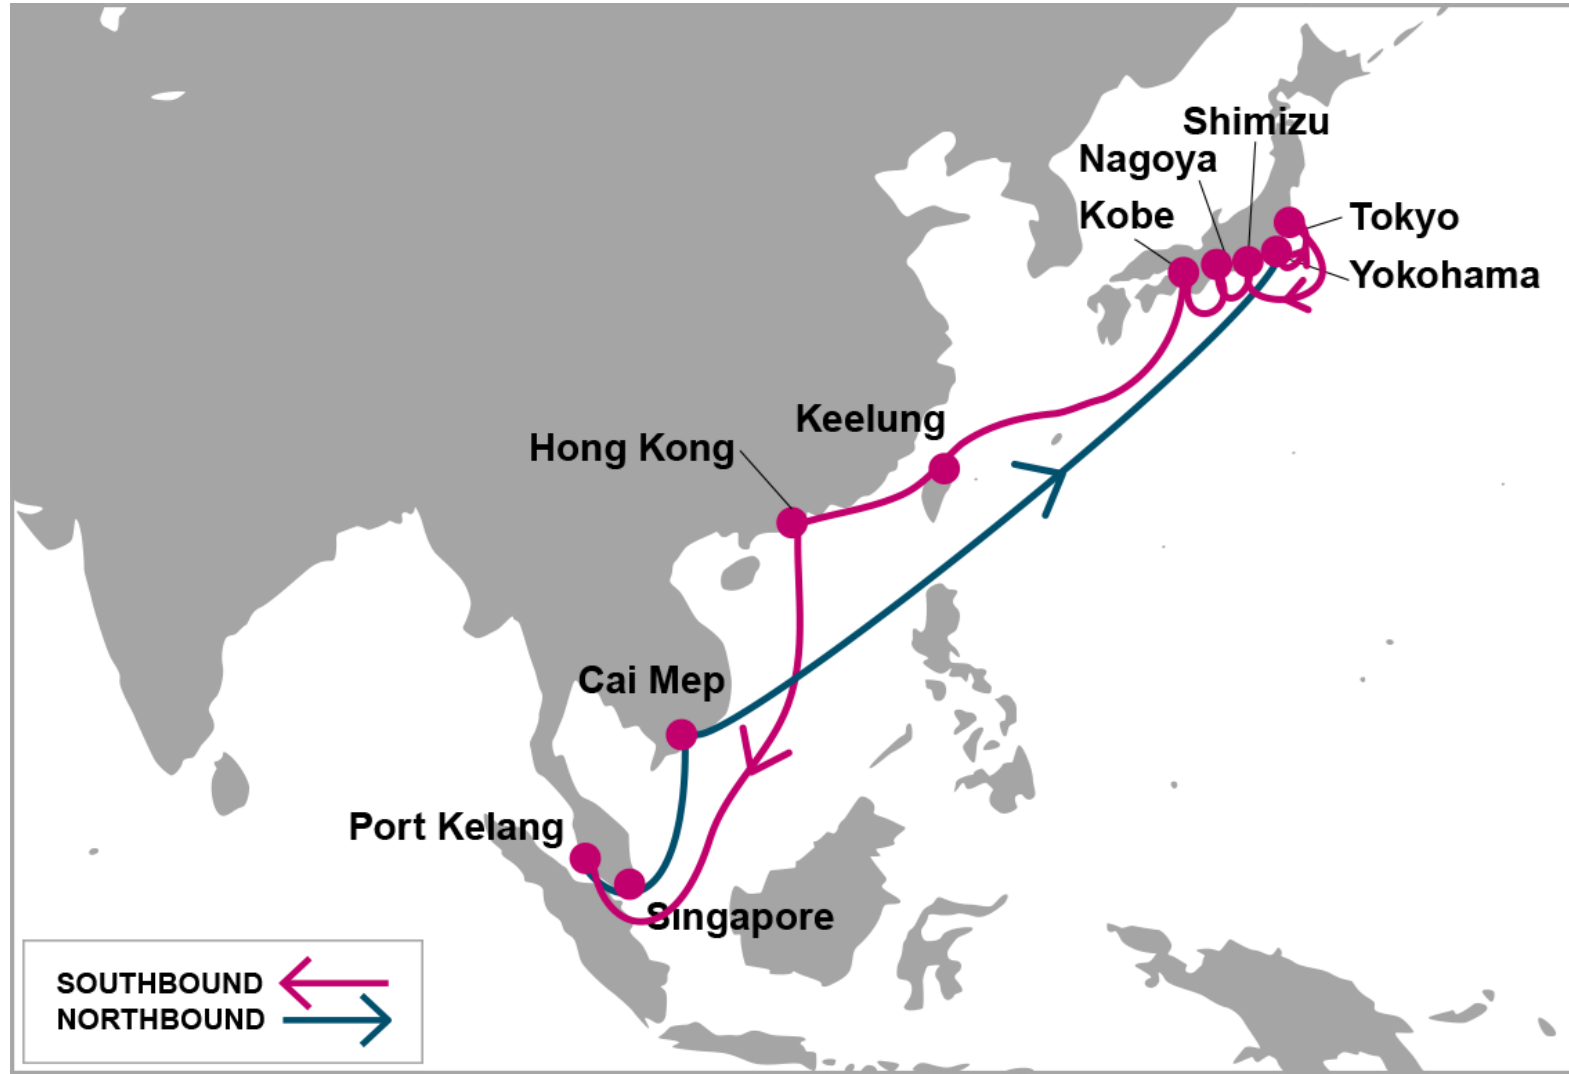 Shimizu
Nagoya
Kobe
Tokyo
Yokohama
Keelung
Hong Kong
Cai Mep
Port Kelang
Singapore
SOUTHBOUND
NORTHBOUND